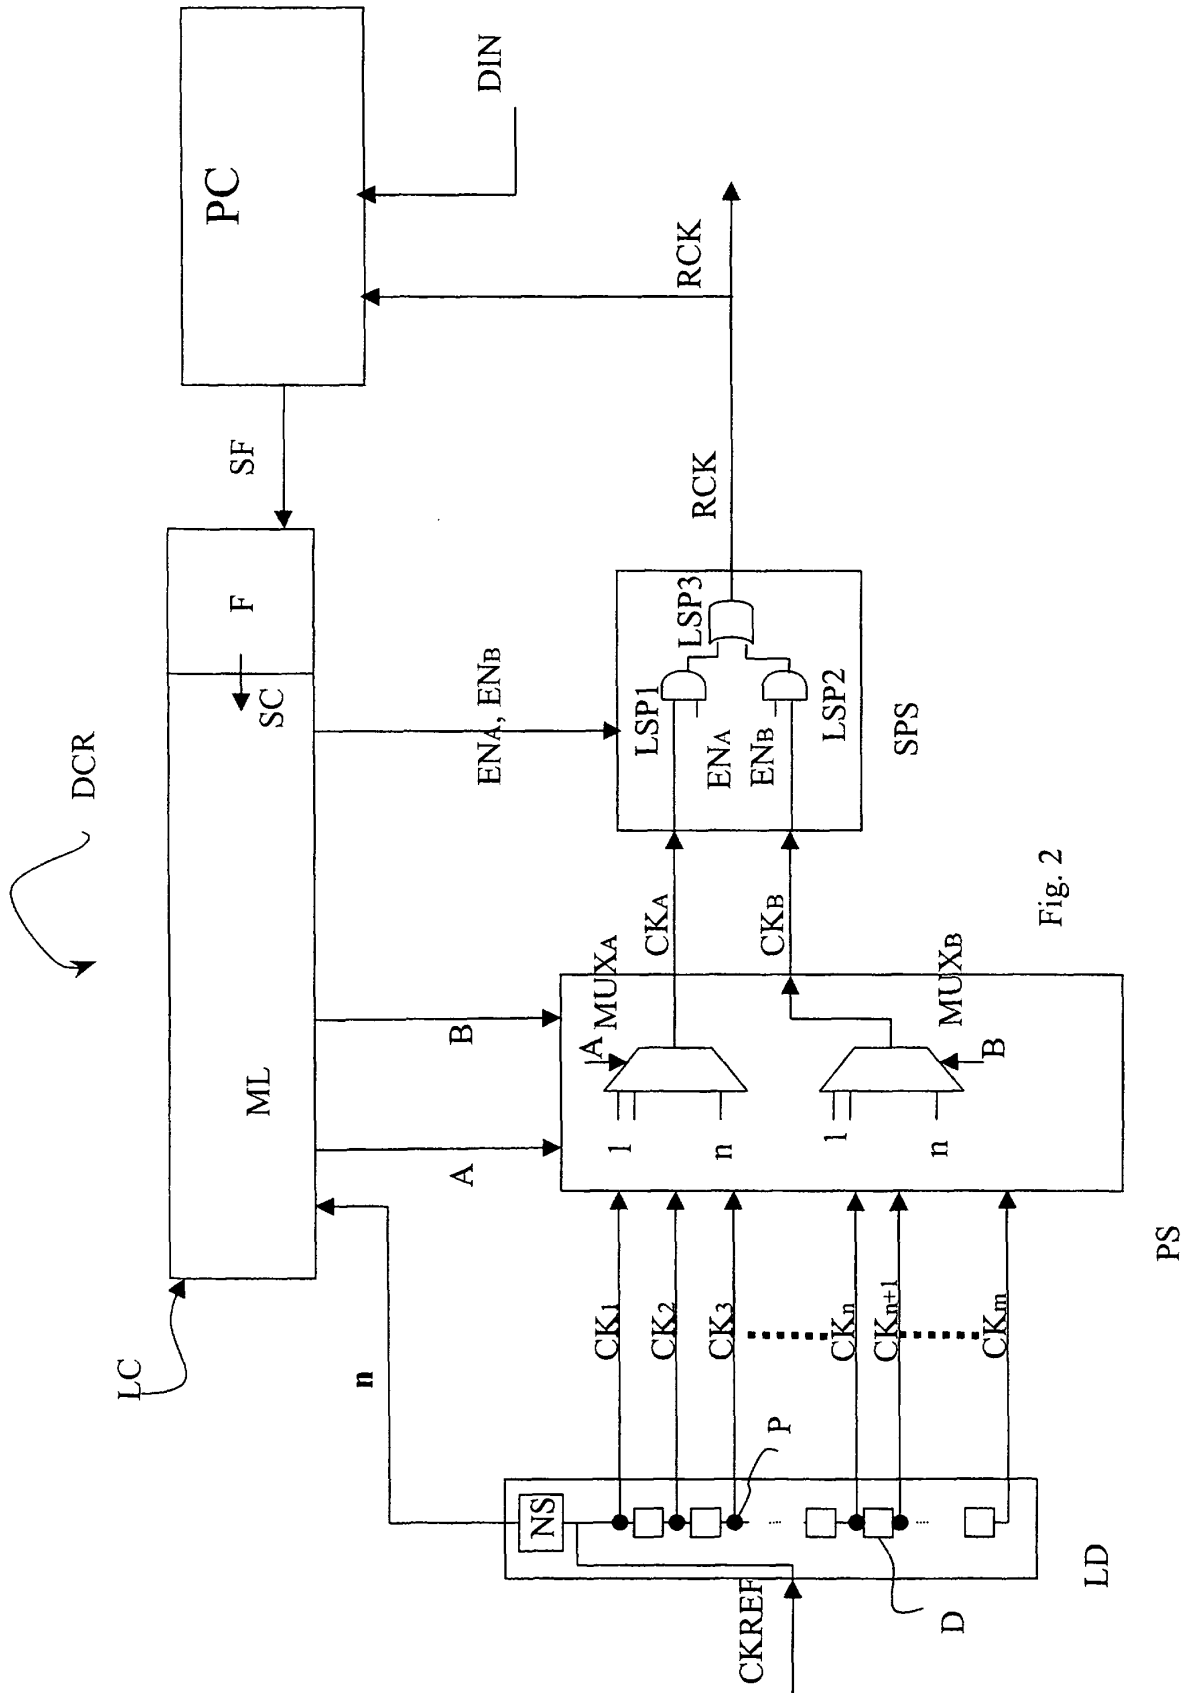 DCR
LC
ML
SC
F
SF
PC
DIN
n
A
B
ENA, ENB
RCK
RCK
CKREF
NS
P
D
LD
CK1
CK2
CK3
CKn
CKn+1
CKm
A
MUXA
1
n
1
n
B
MUXB
PS
CKA
CKB
LSP1
LSP3
ENA
ENB
LSP2
SPS
Fig. 2